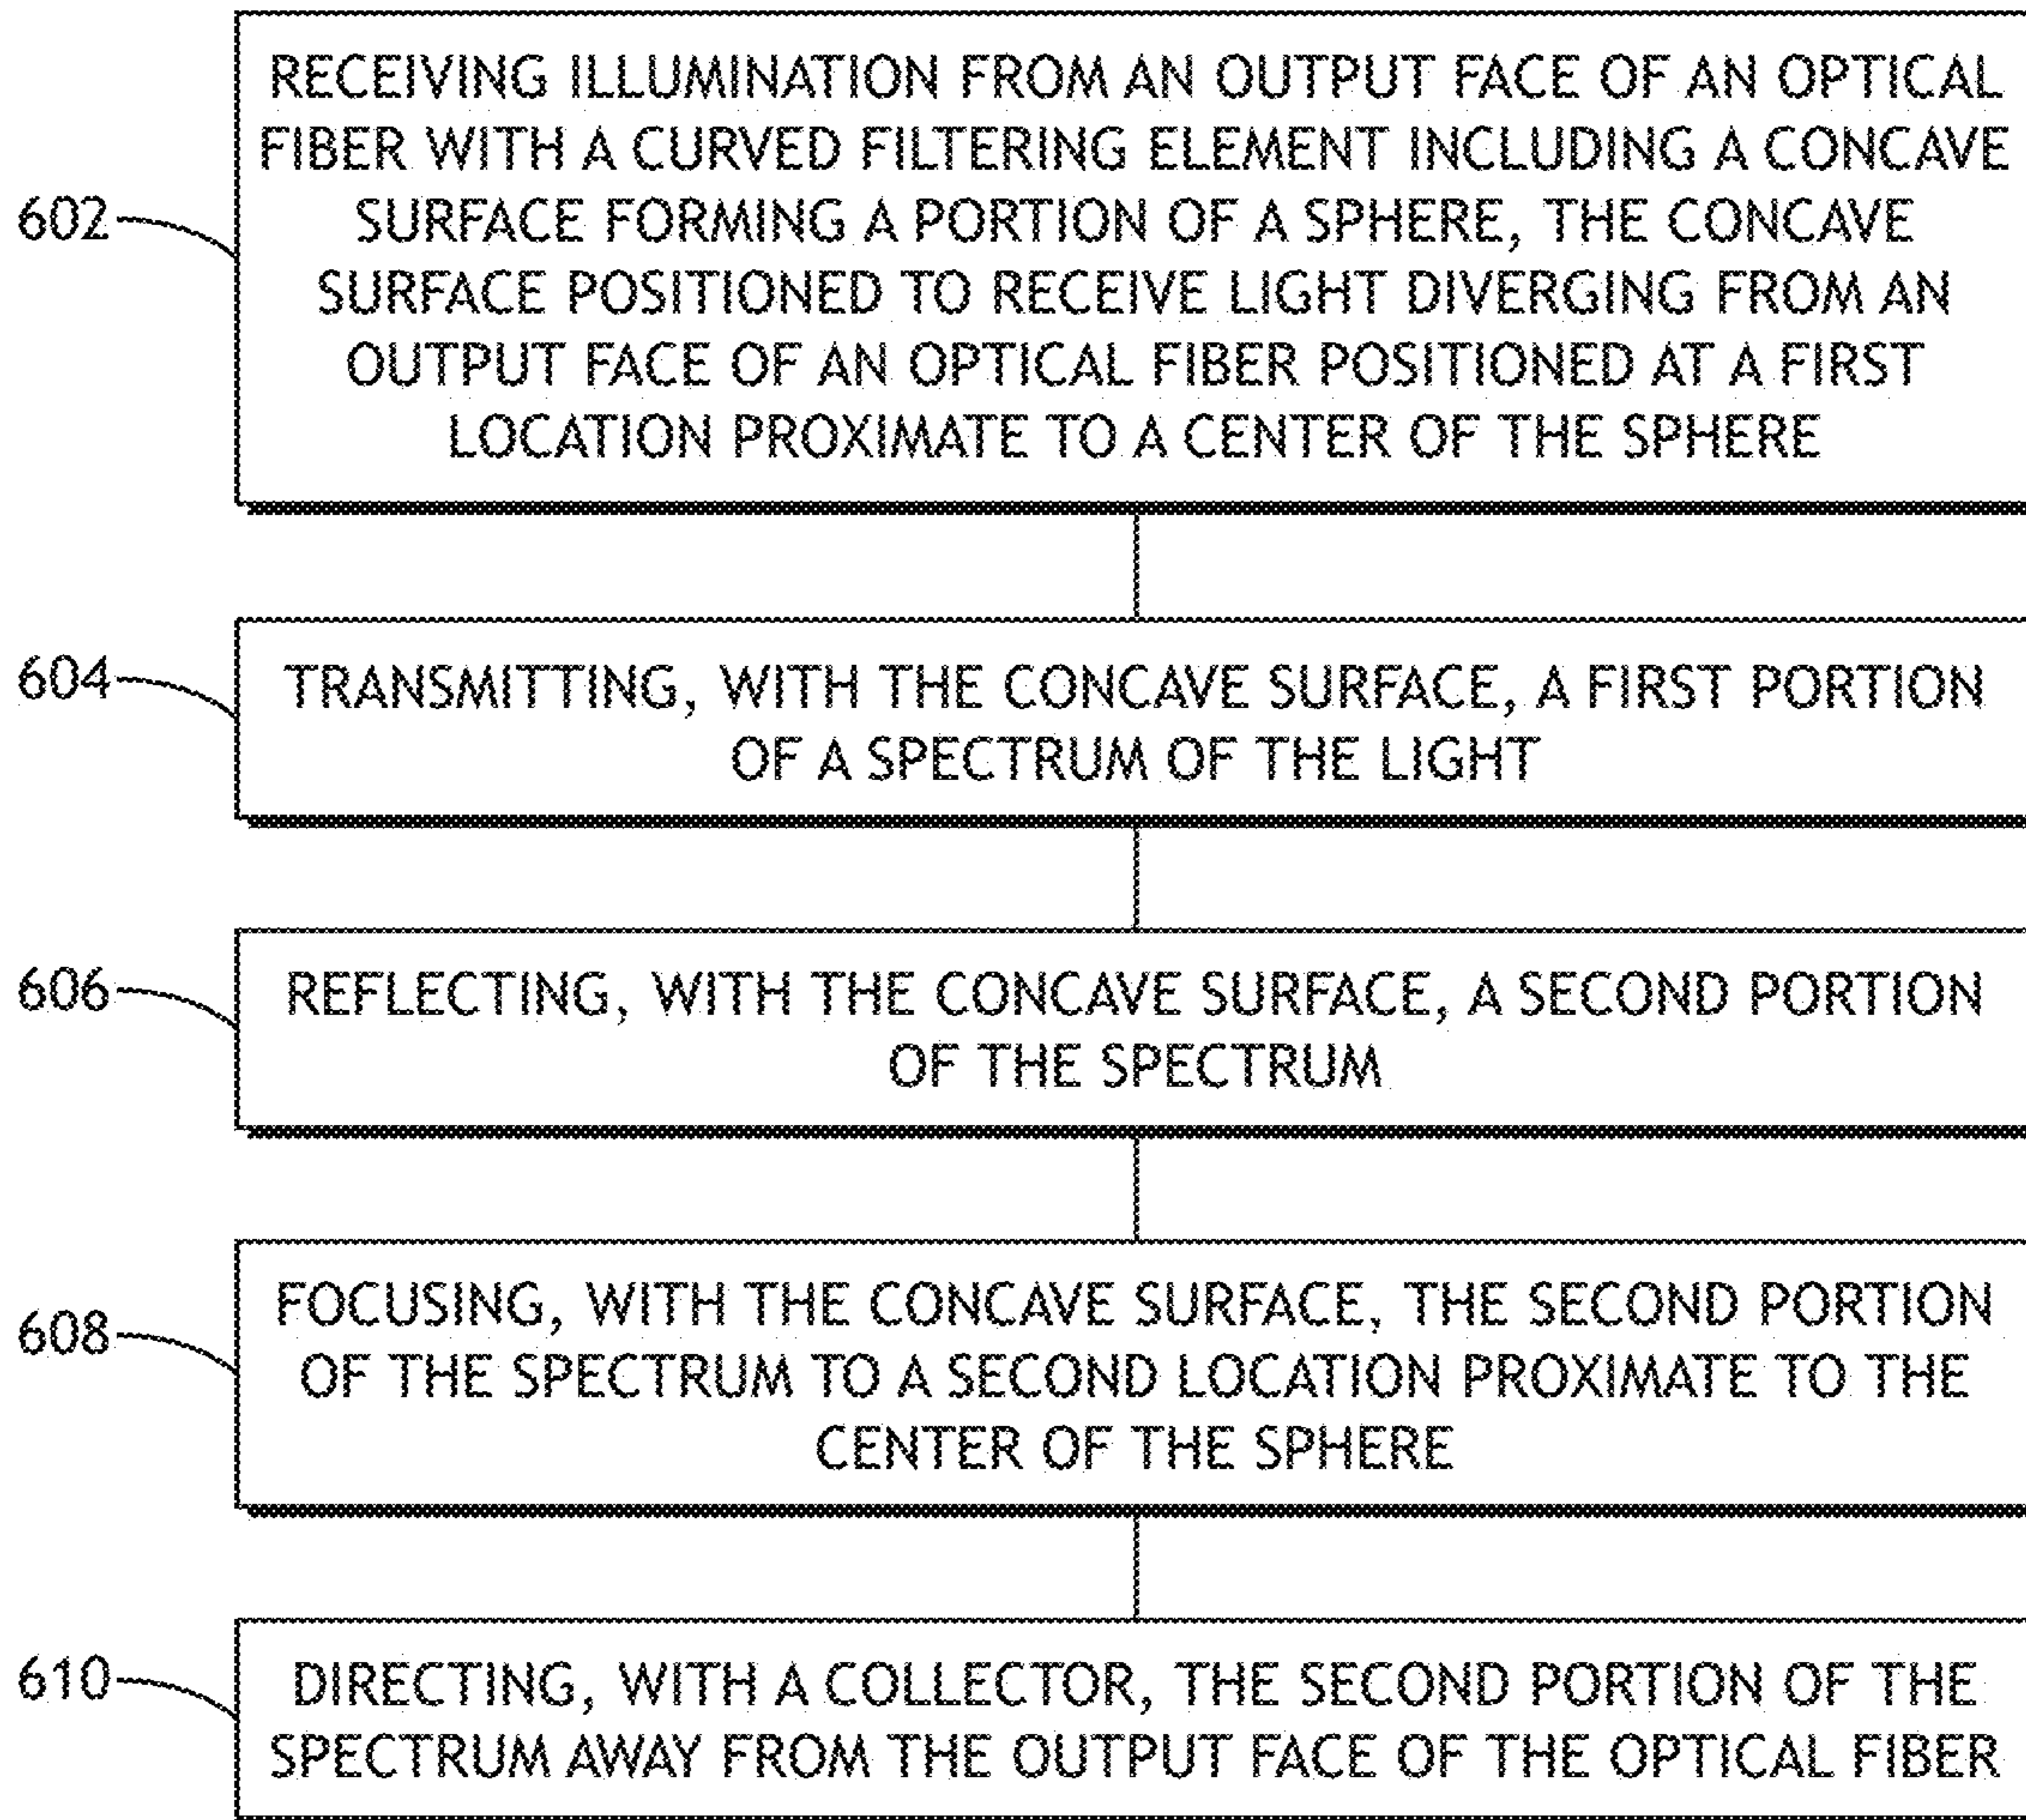 RECEIVING ILLUMINATION FROM AN OUTPUT FACE OF AN OPTICAL
FIBER WITH A CURVED FILTERING ELEMENT INCLUDING A CONCAVE
602
SURFACE FORMING A PORTION OF A SPHERE, THE CONCAVE
SURFACE POSITIONED TO RECEIVE LIGHT DIVERGING FROM AN
OUTPUT FACE OF AN OPTICAL FIBER POSITIONED AT A FIRST
LOCATION PROXIMATE TO A CENTER OF THE SPHERE
604
TRANSMITTING, WITH THE CONCAVE SURFACE, A FIRST PORTION
OF A SPECTRUM OF THE LIGHT
606
REFLECTING, WITH THE CONCAVE SURFACE, A SECOND PORTION
OF THE SPECTRUM
608
FOCUSING, WITH THE CONCAVE SURFACE, THE SECOND PORTION
OF THE SPECTRUM TO A SECOND LOCATION PROXIMATE TO THE
CENTER OF THE SPHERE
610
DIRECTING, WITH A COLLECTOR, THE SECOND PORTION OF THE
SPECTRUM AWAY FROM THE OUTPUT FACE OF THE OPTICAL FIBER